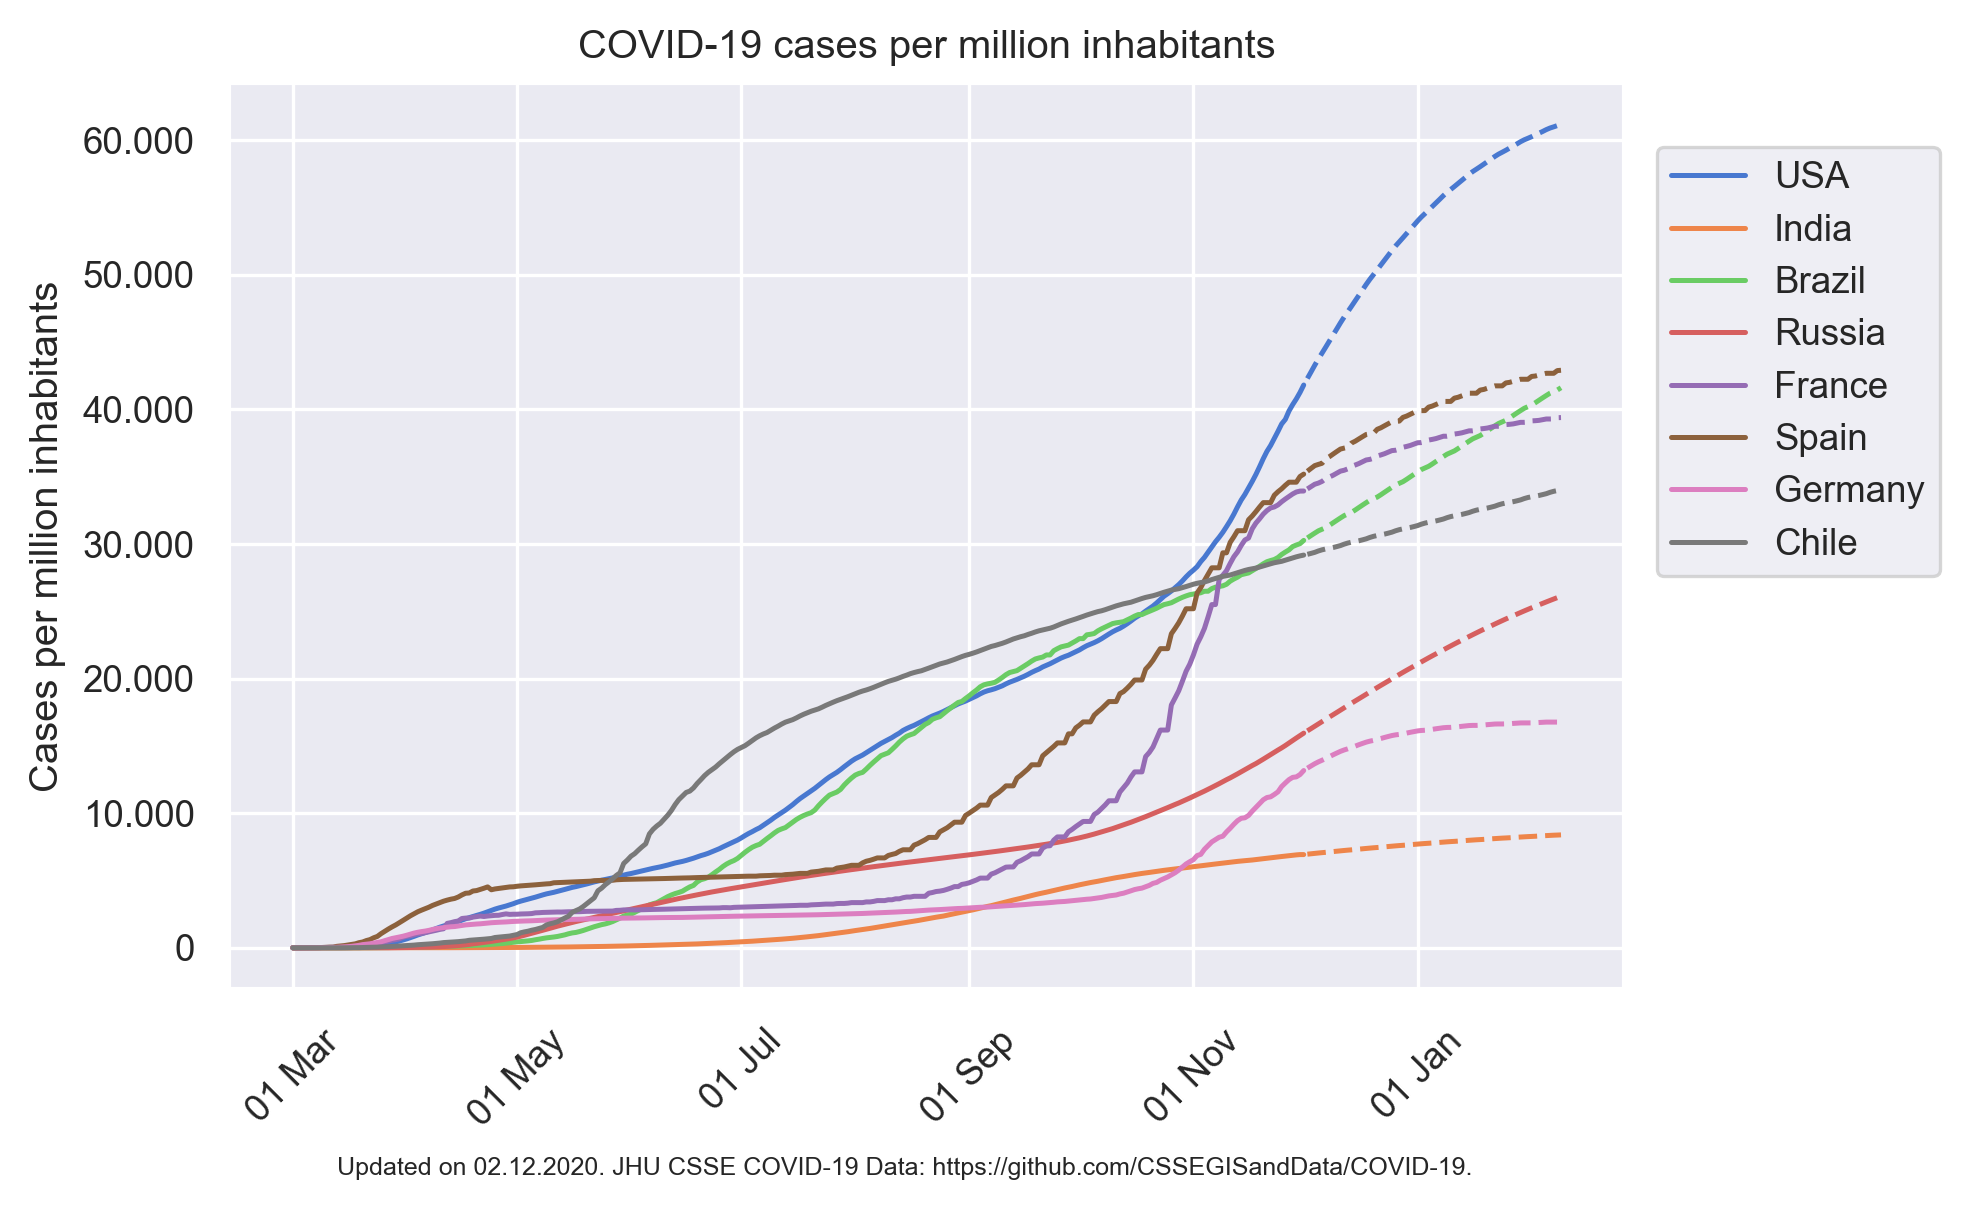 COVID-19 cases per million inhabitants
Cases per million inhabitants
60.000
50.000
40.000
30.000
20.000
10.000
0
01 Mar
01 May
01 Jul
01 Sep
01 Nov
01 Jan
USA
India
Brazil
Russia
France
Spain
Germany
Chile
Updated on 02.12.2020. JHU CSSE COVID-19 Data: https://github.com/CSSEGISandData/COVID-19.